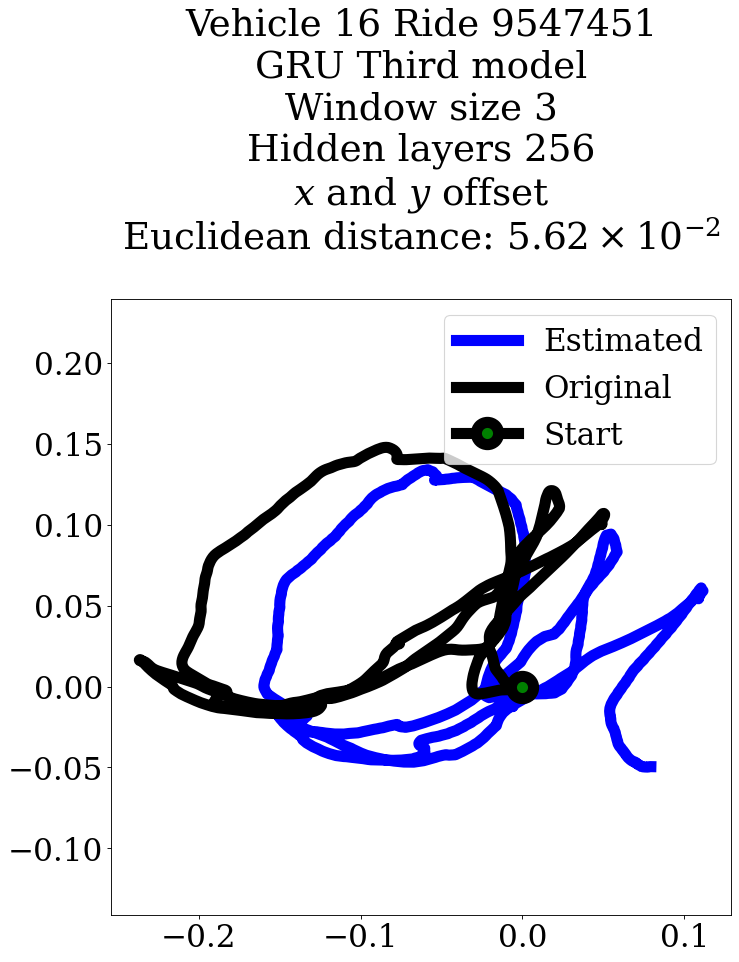 Vehicle 16 Ride 9547451
GRU Third model
Window size 3
Hidden layers 256
x and y offset
Euclidean distance: 5.62 × 10⁻²
Estimated
Original
Start
0.20
0.15
0.10
0.05
0.00
−0.05
−0.10
−0.2 −0.1 0.0 0.1